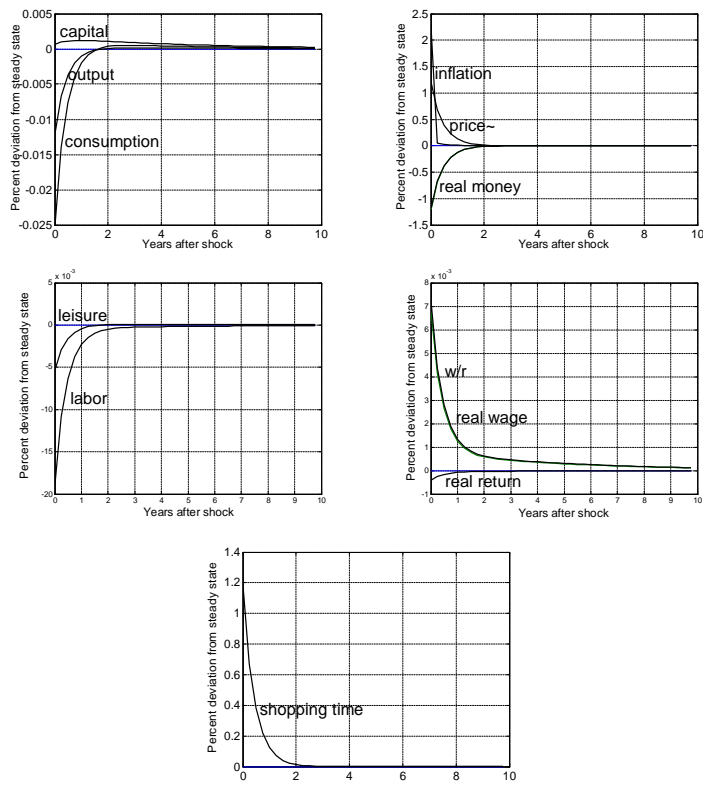 Percent deviation from steady state
0.005
0
-0.005
-0.01
-0.015
-0.02
-0.025
capital
output
consumption
0 2 4 6 8 10
Years after shock
Percent deviation from steady state
2.5
2
1.5
1
0.5
0
-0.5
-1
-1.5
inflation
price~
real money
0 2 4 6 8 10
Years after shock
Percent deviation from steady state
x 10-3
5
0
-5
-10
-15
-20
leisure
labor
0 1 2 3 4 5 6 7 8 9 10
Years after shock
Percent deviation from steady state
x 10-3
8
7
6
5
4
3
2
1
0
-1
w/r
real wage
real return
0 1 2 3 4 5 6 7 8 9 10
Years after shock
Percent deviation from steady state
1.4
1.2
1
0.8
0.6
0.4
0.2
0
shopping time
0 2 4 6 8 10